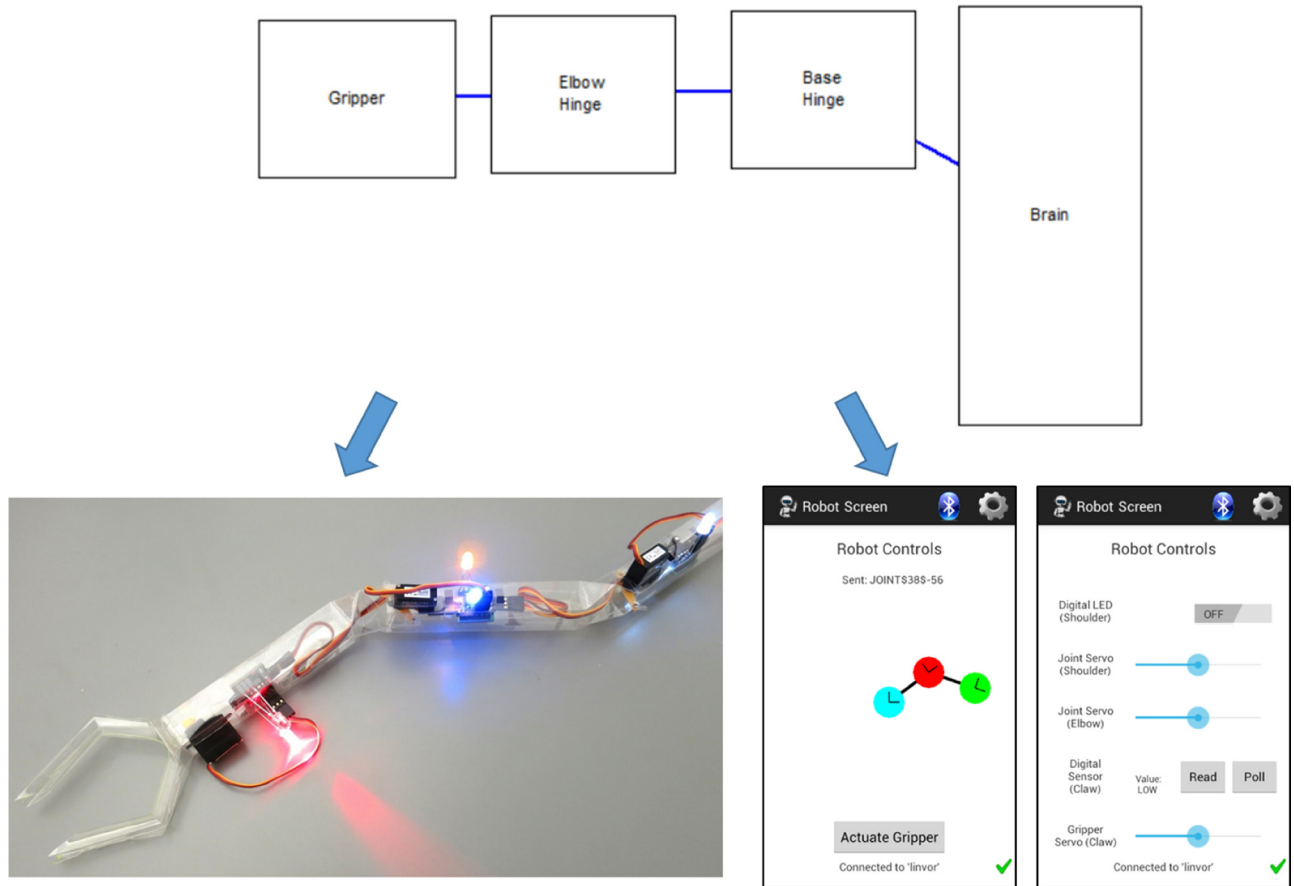 Gripper
Elbow
Hinge
Base
Hinge
Brain
Robot Screen
Robot Controls
Sent: JOINT$38$-56
Actuate Gripper
Connected to 'linvor'
Robot Screen
Robot Controls
Digital LED
(Shoulder)
OFF
Joint Servo
(Shoulder)
Joint Servo
(Elbow)
Digital
Sensor
(Claw)
Value:
LOW
Read
Poll
Gripper
Servo (Claw)
Connected to 'linvor'